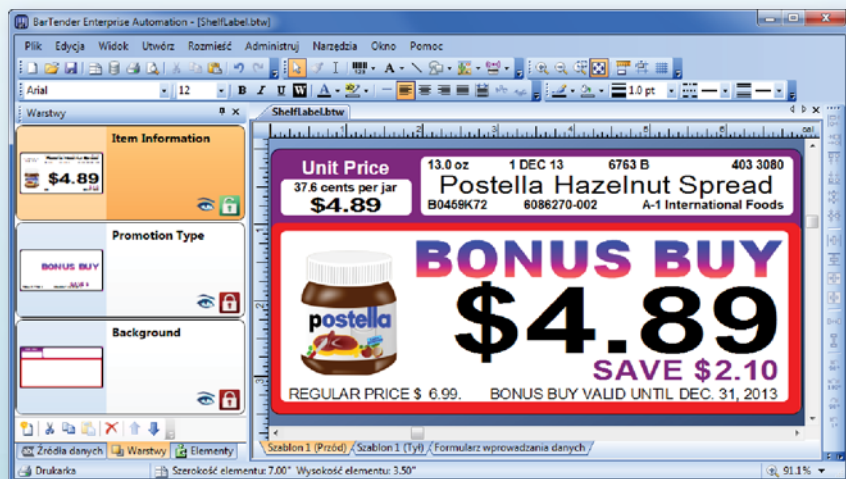 BarTender Enterprise Automation - [ShelfLabel.btw]
Plik Edycja Widok Utwórz Rozmieść Administruj Narzędzia Okno Pomoc
Arial 12 B I U W A 1.0 pt
Warstwy
ShelfLabel.btw
Item Information
Promotion Type
Background
Unit Price
37.6 cents per jar
$4.89
13.0 oz 1 DEC 13 6763 B 403 3080
Postella Hazelnut Spread
B0459K72 6086270-002 A-1 International Foods
postella
BONUS BUY
$4.89
SAVE $2.10
REGULAR PRICE $ 6.99. BONUS BUY VALID UNTIL DEC. 31, 2013
$4.89
BONUS BUY
Źródła danych Warstwy Elementy
Szablon 1 (Przód) Szablon 1 (Tył) Formularz wprowadzania danych
Drukarka Szerokość elementu: 7.00" Wysokość elementu: 3.50" 91.1%